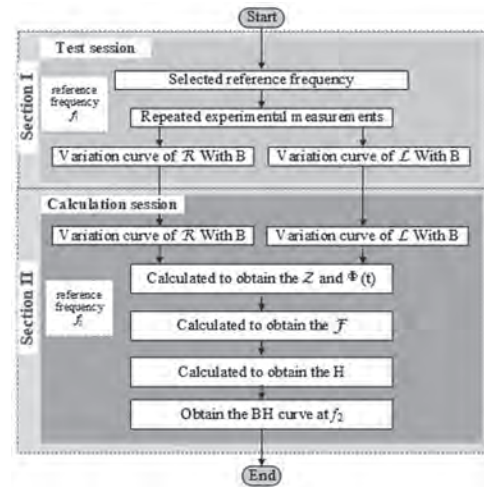 Start
Section I
Test session
reference
frequency
f₁
Selected reference frequency
Repeated experimental measurements
Variation curve of ℛ With B
Variation curve of ℒ With B
Section II
Calculation session
reference
frequency
f₂
Variation curve of ℛ With B
Variation curve of ℒ With B
Calculated to obtain the 𝒵 and Φ (t)
Calculated to obtain the ℱ
Calculated to obtain the H
Obtain the BH curve at f₂
End